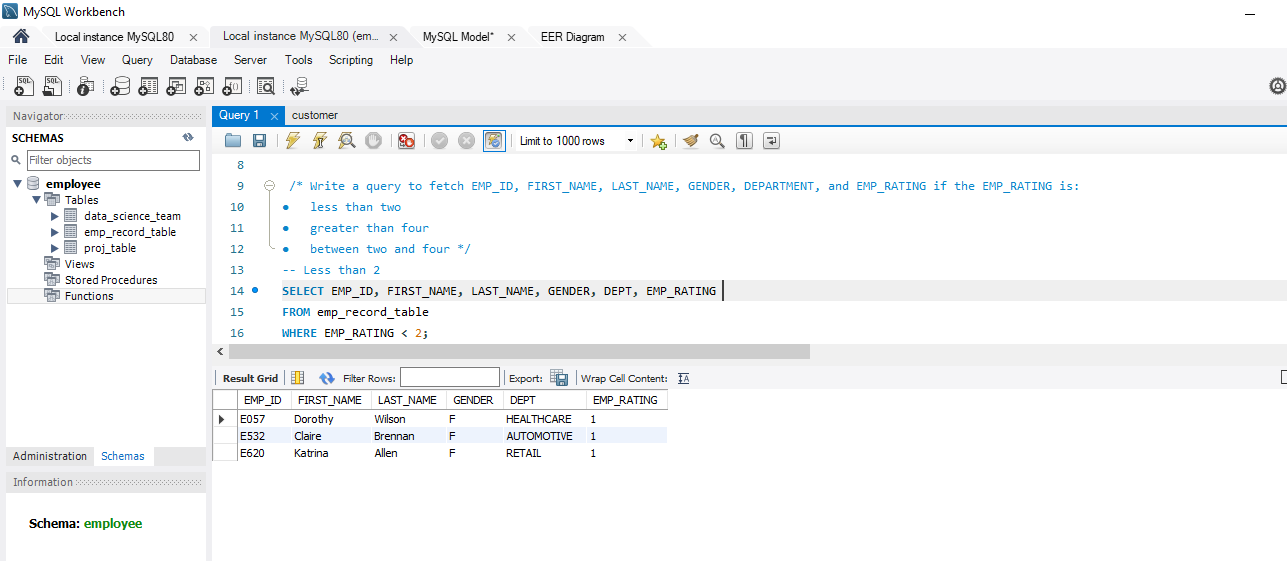 MySQL Workbench
Local instance MySQL80 Local instance MySQL80 (em... MySQL Model* EER Diagram
File Edit View Query Database Server Tools Scripting Help
Navigator
Query 1 customer
SCHEMAS
Limit to 1000 rows
Filter objects
employee
Tables
data_science_team
emp_record_table
proj_table
Views
Stored Procedures
Functions
8
9 /* Write a query to fetch EMP_ID, FIRST_NAME, LAST_NAME, GENDER, DEPARTMENT, and EMP_RATING if the EMP_RATING is:
10 ● less than two
11 ● greater than four
12 ● between two and four */
13 -- Less than 2
14 SELECT EMP_ID, FIRST_NAME, LAST_NAME, GENDER, DEPT, EMP_RATING
15 FROM emp_record_table
16 WHERE EMP_RATING < 2;
Result Grid Filter Rows: Export: Wrap Cell Content:
EMP_ID FIRST_NAME LAST_NAME GENDER DEPT EMP_RATING
E057 Dorothy Wilson F HEALTHCARE 1
E532 Claire Brennan F AUTOMOTIVE 1
E620 Katrina Allen F RETAIL 1
Administration Schemas
Information
Schema: employee